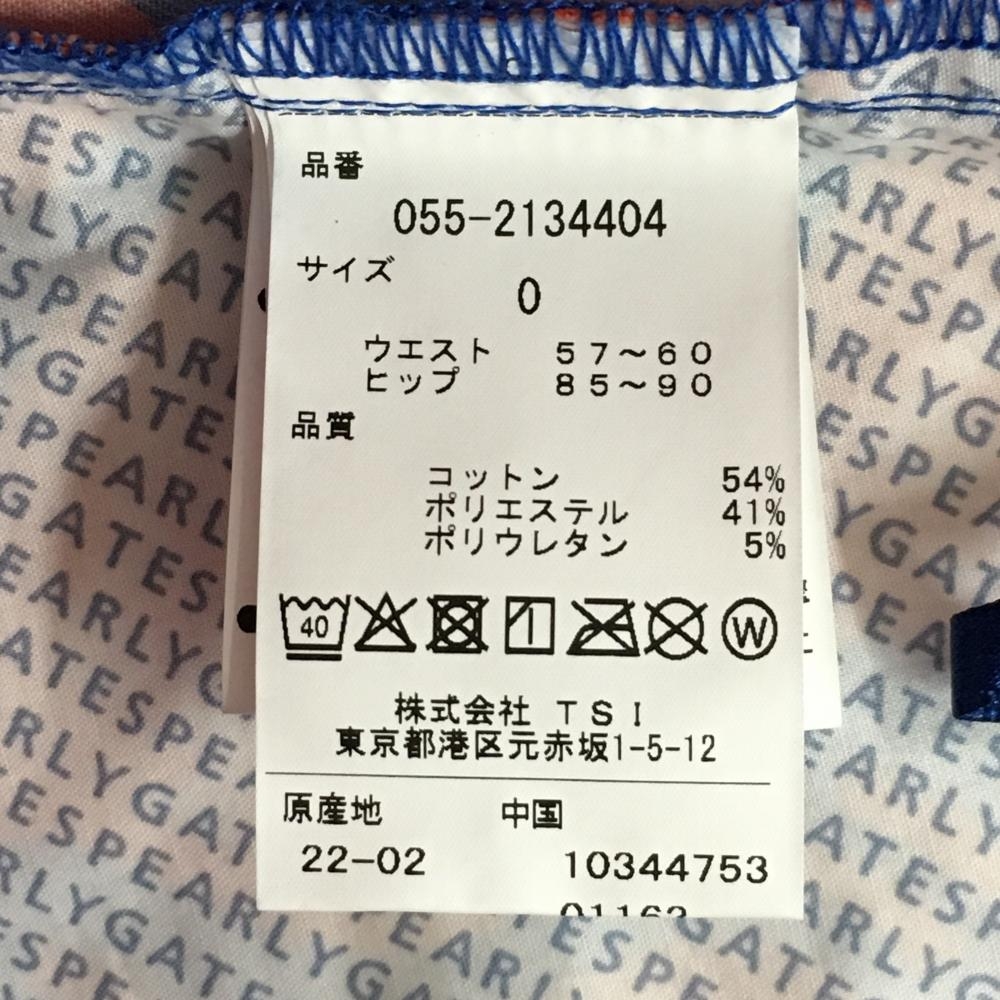 品番
055-2134404
サイズ
0
ウエスト 57～60
ヒップ 85～90
品質
コットン 54%
ポリエステル 41%
ポリウレタン 5%
40 W
株式会社 TSI
東京都港区元赤坂1-5-12
原産地 中国
22-02 10344753
PEARLYGATES